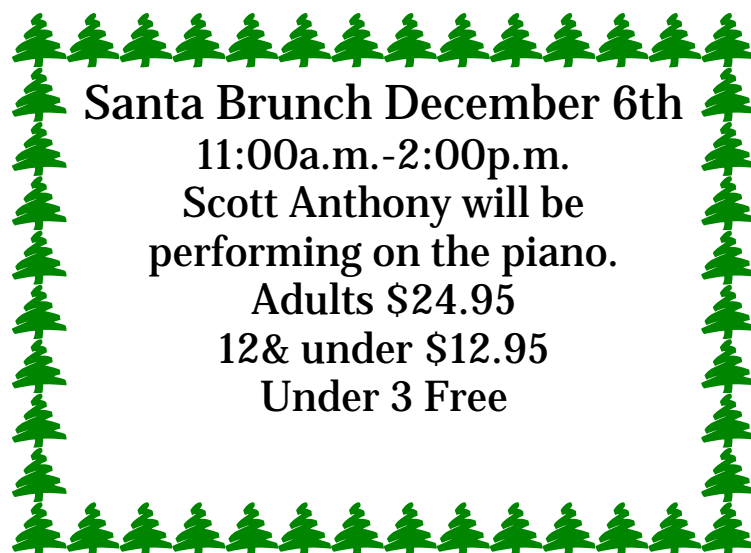 Santa Brunch December 6th
11:00a.m.-2:00p.m.
Scott Anthony will be
performing on the piano.
Adults $24.95
12& under $12.95
Under 3 Free